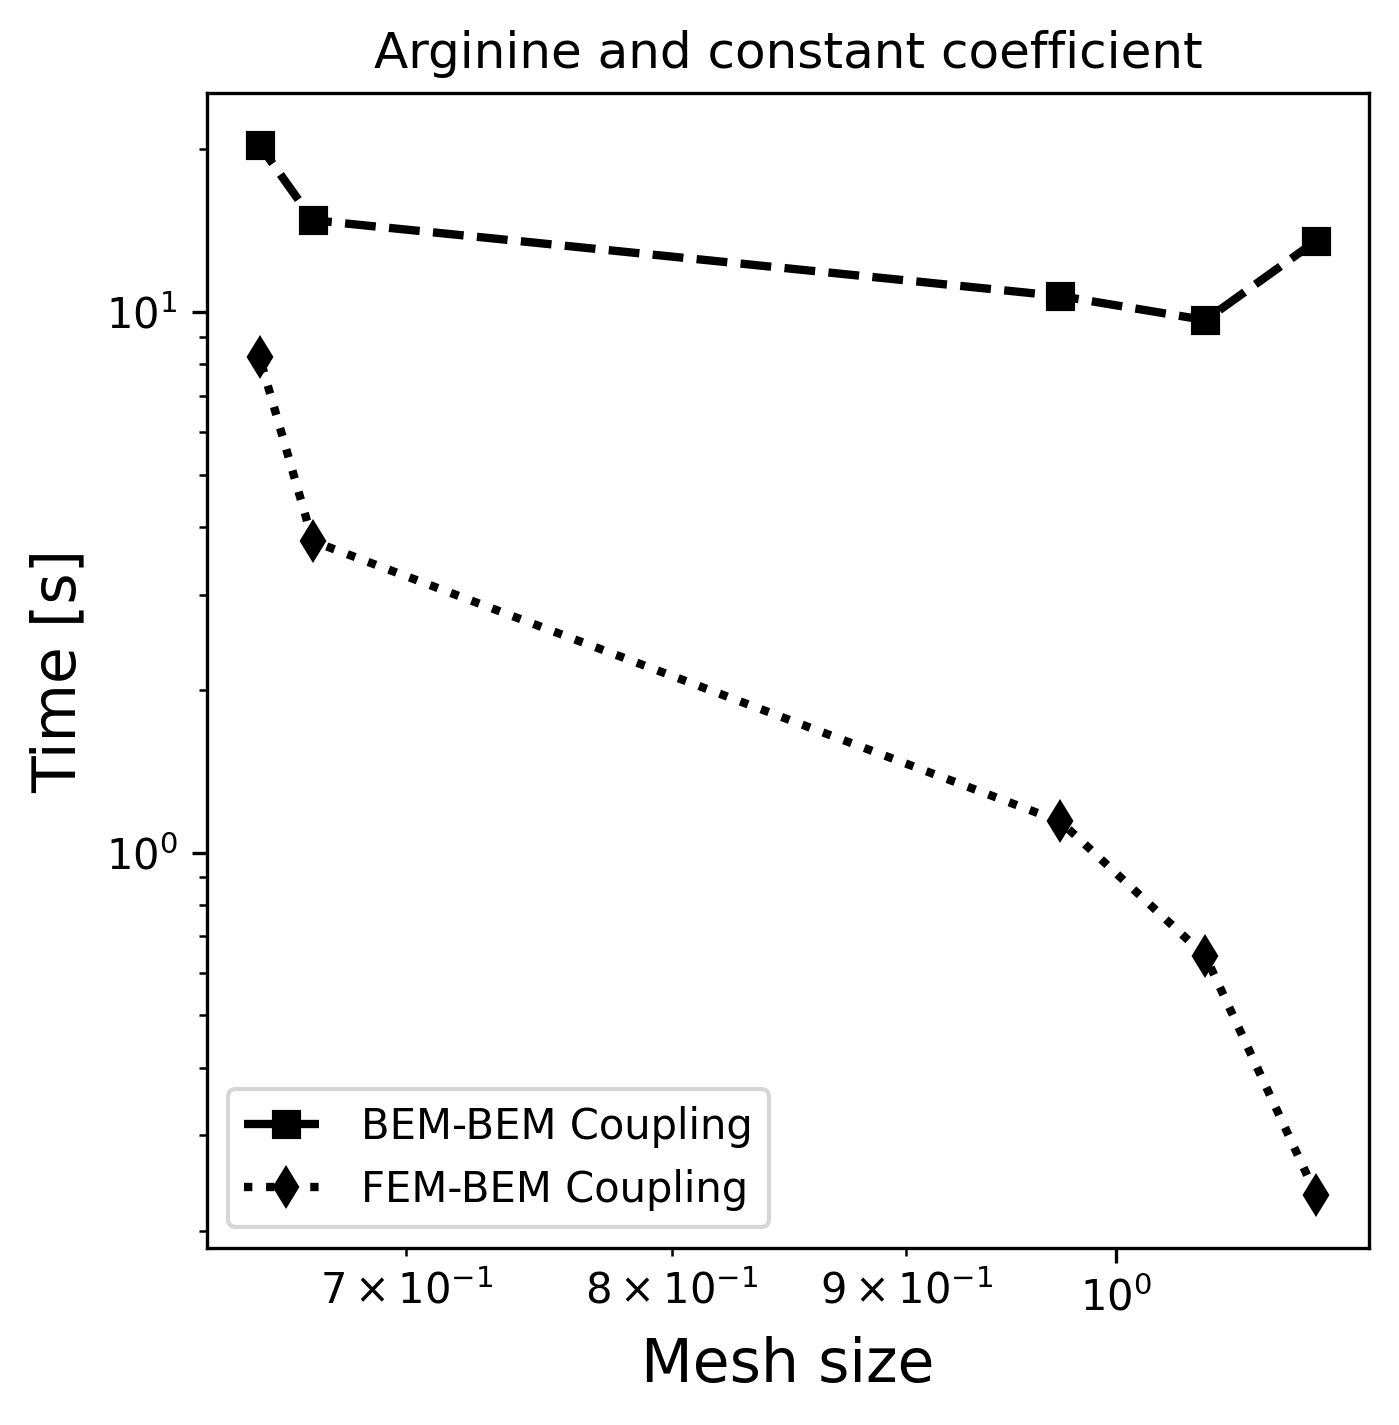 Arginine and constant coefficient
Time [s]
10¹
10⁰
BEM-BEM Coupling
FEM-BEM Coupling
7 × 10⁻¹ 8 × 10⁻¹ 9 × 10⁻¹ 10⁰
Mesh size